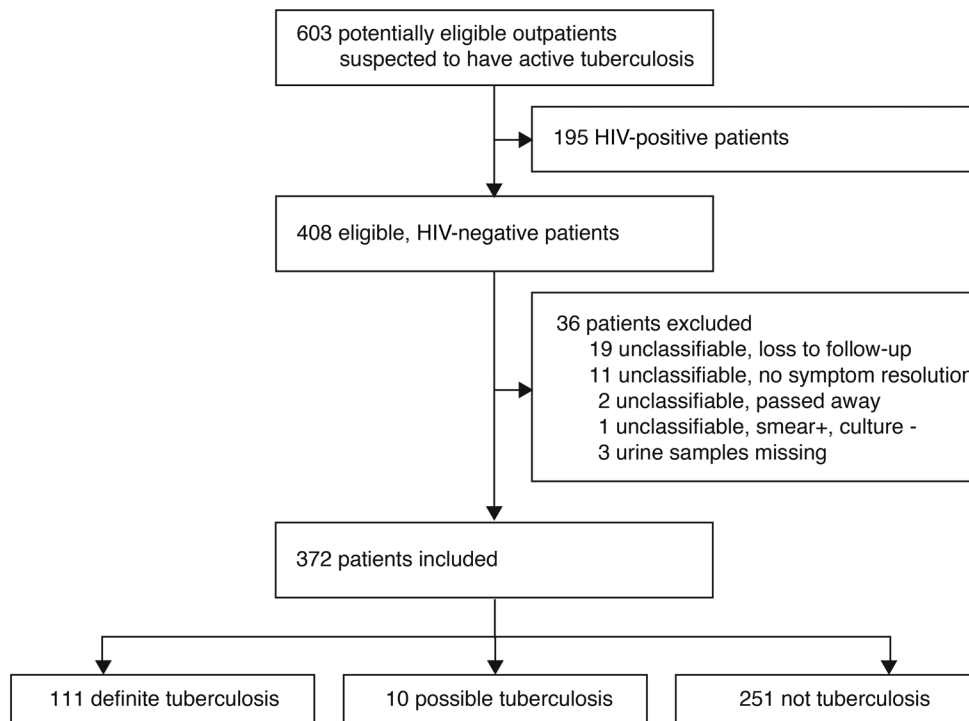 603 potentially eligible outpatients
suspected to have active tuberculosis
195 HIV-positive patients
408 eligible, HIV-negative patients
36 patients excluded
19 unclassifiable, loss to follow-up
11 unclassifiable, no symptom resolution
2 unclassifiable, passed away
1 unclassifiable, smear+, culture -
3 urine samples missing
372 patients included
111 definite tuberculosis
10 possible tuberculosis
251 not tuberculosis